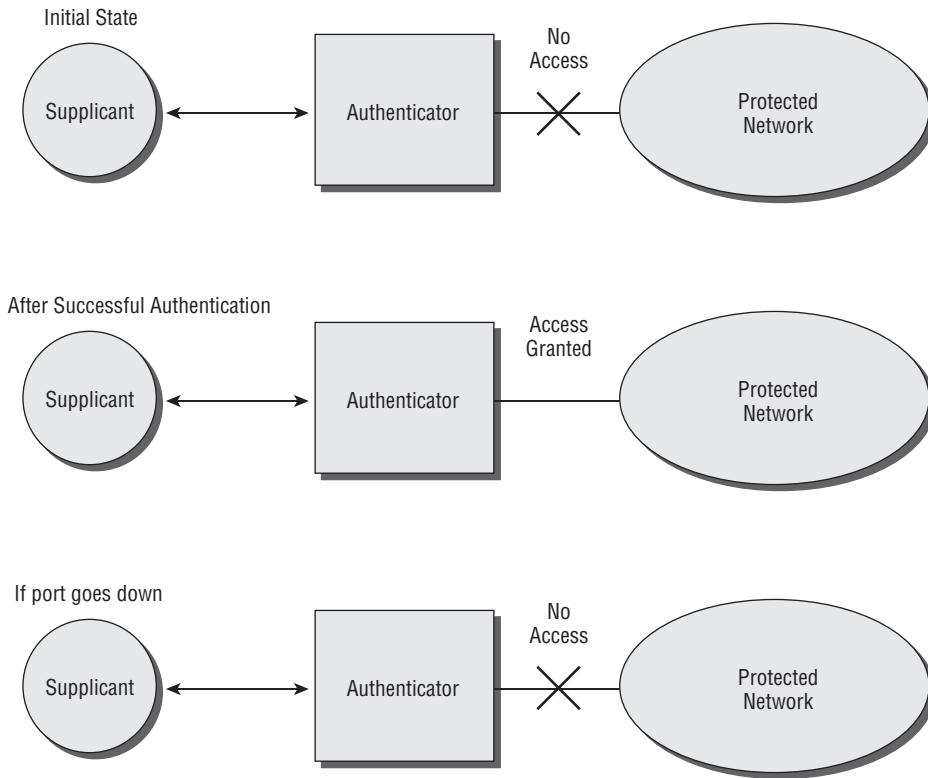 Initial State
Supplicant
Authenticator
No
Access
Protected
Network
After Successful Authentication
Supplicant
Authenticator
Access
Granted
Protected
Network
If port goes down
Supplicant
Authenticator
No
Access
Protected
Network